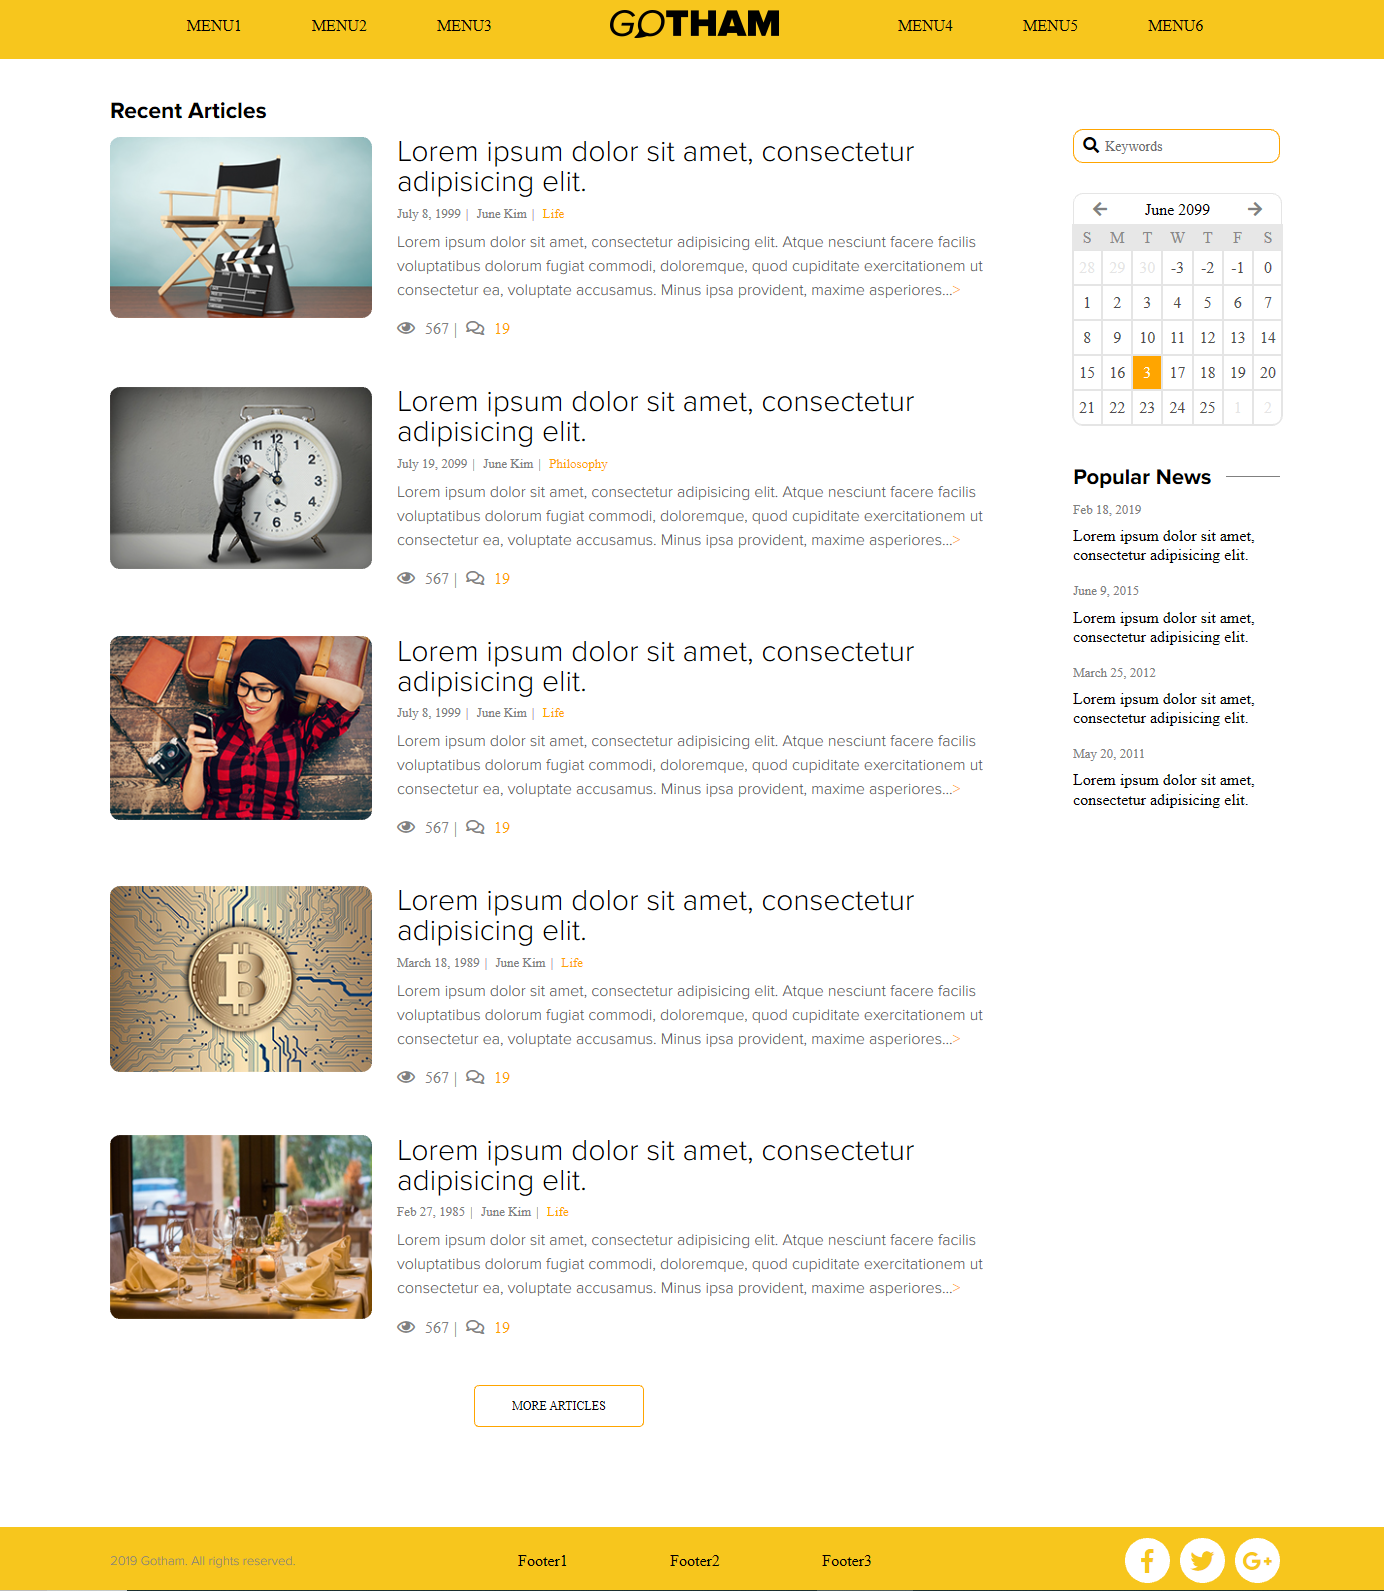 MENU1 MENU2 MENU3 GOTHAM MENU4 MENU5 MENU6
Recent Articles
Lorem ipsum dolor sit amet, consectetur
adipisicing elit.
July 8, 1999 | June Kim | Life
Lorem ipsum dolor sit amet, consectetur adipisicing elit. Atque nesciunt facere facilis
voluptatibus dolorum fugiat commodi, doloremque, quod cupiditate exercitationem ut
consectetur ea, voluptate accusamus. Minus ipsa provident, maxime asperiores...>
567 | 19
Lorem ipsum dolor sit amet, consectetur
adipisicing elit.
July 19, 2099 | June Kim | Philosophy
Lorem ipsum dolor sit amet, consectetur adipisicing elit. Atque nesciunt facere facilis
voluptatibus dolorum fugiat commodi, doloremque, quod cupiditate exercitationem ut
consectetur ea, voluptate accusamus. Minus ipsa provident, maxime asperiores...>
567 | 19
Lorem ipsum dolor sit amet, consectetur
adipisicing elit.
July 8, 1999 | June Kim | Life
Lorem ipsum dolor sit amet, consectetur adipisicing elit. Atque nesciunt facere facilis
voluptatibus dolorum fugiat commodi, doloremque, quod cupiditate exercitationem ut
consectetur ea, voluptate accusamus. Minus ipsa provident, maxime asperiores...>
567 | 19
Lorem ipsum dolor sit amet, consectetur
adipisicing elit.
March 18, 1989 | June Kim | Life
Lorem ipsum dolor sit amet, consectetur adipisicing elit. Atque nesciunt facere facilis
voluptatibus dolorum fugiat commodi, doloremque, quod cupiditate exercitationem ut
consectetur ea, voluptate accusamus. Minus ipsa provident, maxime asperiores...>
567 | 19
Lorem ipsum dolor sit amet, consectetur
adipisicing elit.
Feb 27, 1985 | June Kim | Life
Lorem ipsum dolor sit amet, consectetur adipisicing elit. Atque nesciunt facere facilis
voluptatibus dolorum fugiat commodi, doloremque, quod cupiditate exercitationem ut
consectetur ea, voluptate accusamus. Minus ipsa provident, maxime asperiores...>
567 | 19
MORE ARTICLES
Keywords
June 2099
S M T W T F S
28 29 30 -3 -2 -1 0
1 2 3 4 5 6 7
8 9 10 11 12 13 14
15 16 3 17 18 19 20
21 22 23 24 25 1 2
Popular News
Feb 18, 2019
Lorem ipsum dolor sit amet,
consectetur adipisicing elit.
June 9, 2015
Lorem ipsum dolor sit amet,
consectetur adipisicing elit.
March 25, 2012
Lorem ipsum dolor sit amet,
consectetur adipisicing elit.
May 20, 2011
Lorem ipsum dolor sit amet,
consectetur adipisicing elit.
2019 Gotham. All rights reserved. Footer1 Footer2 Footer3